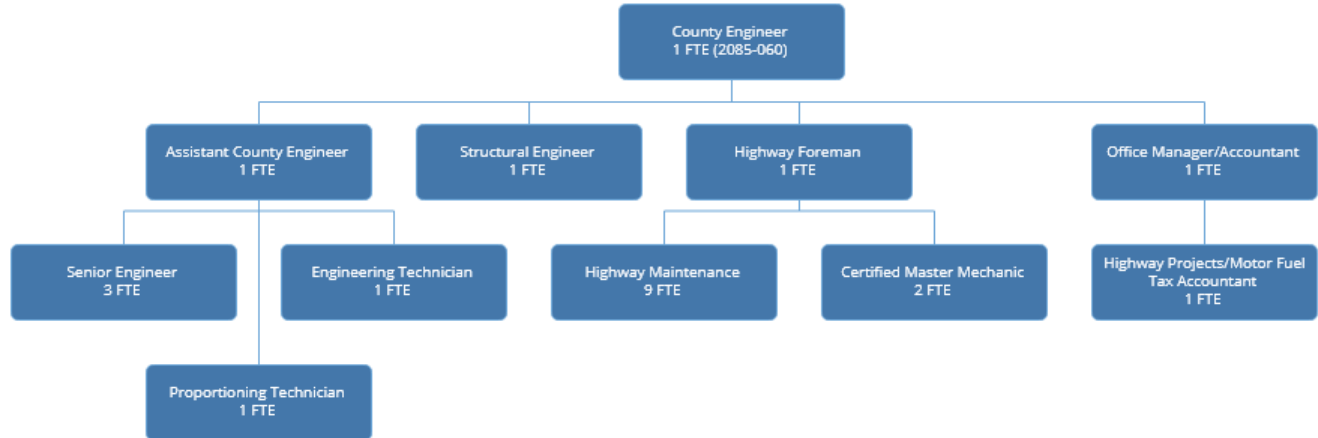 County Engineer
1 FTE (2085-060)
Assistant County Engineer
1 FTE
Structural Engineer
1 FTE
Highway Foreman
1 FTE
Office Manager/Accountant
1 FTE
Senior Engineer
3 FTE
Engineering Technician
1 FTE
Highway Maintenance
9 FTE
Certified Master Mechanic
2 FTE
Highway Projects/Motor Fuel
Tax Accountant
1 FTE
Proportioning Technician
1 FTE